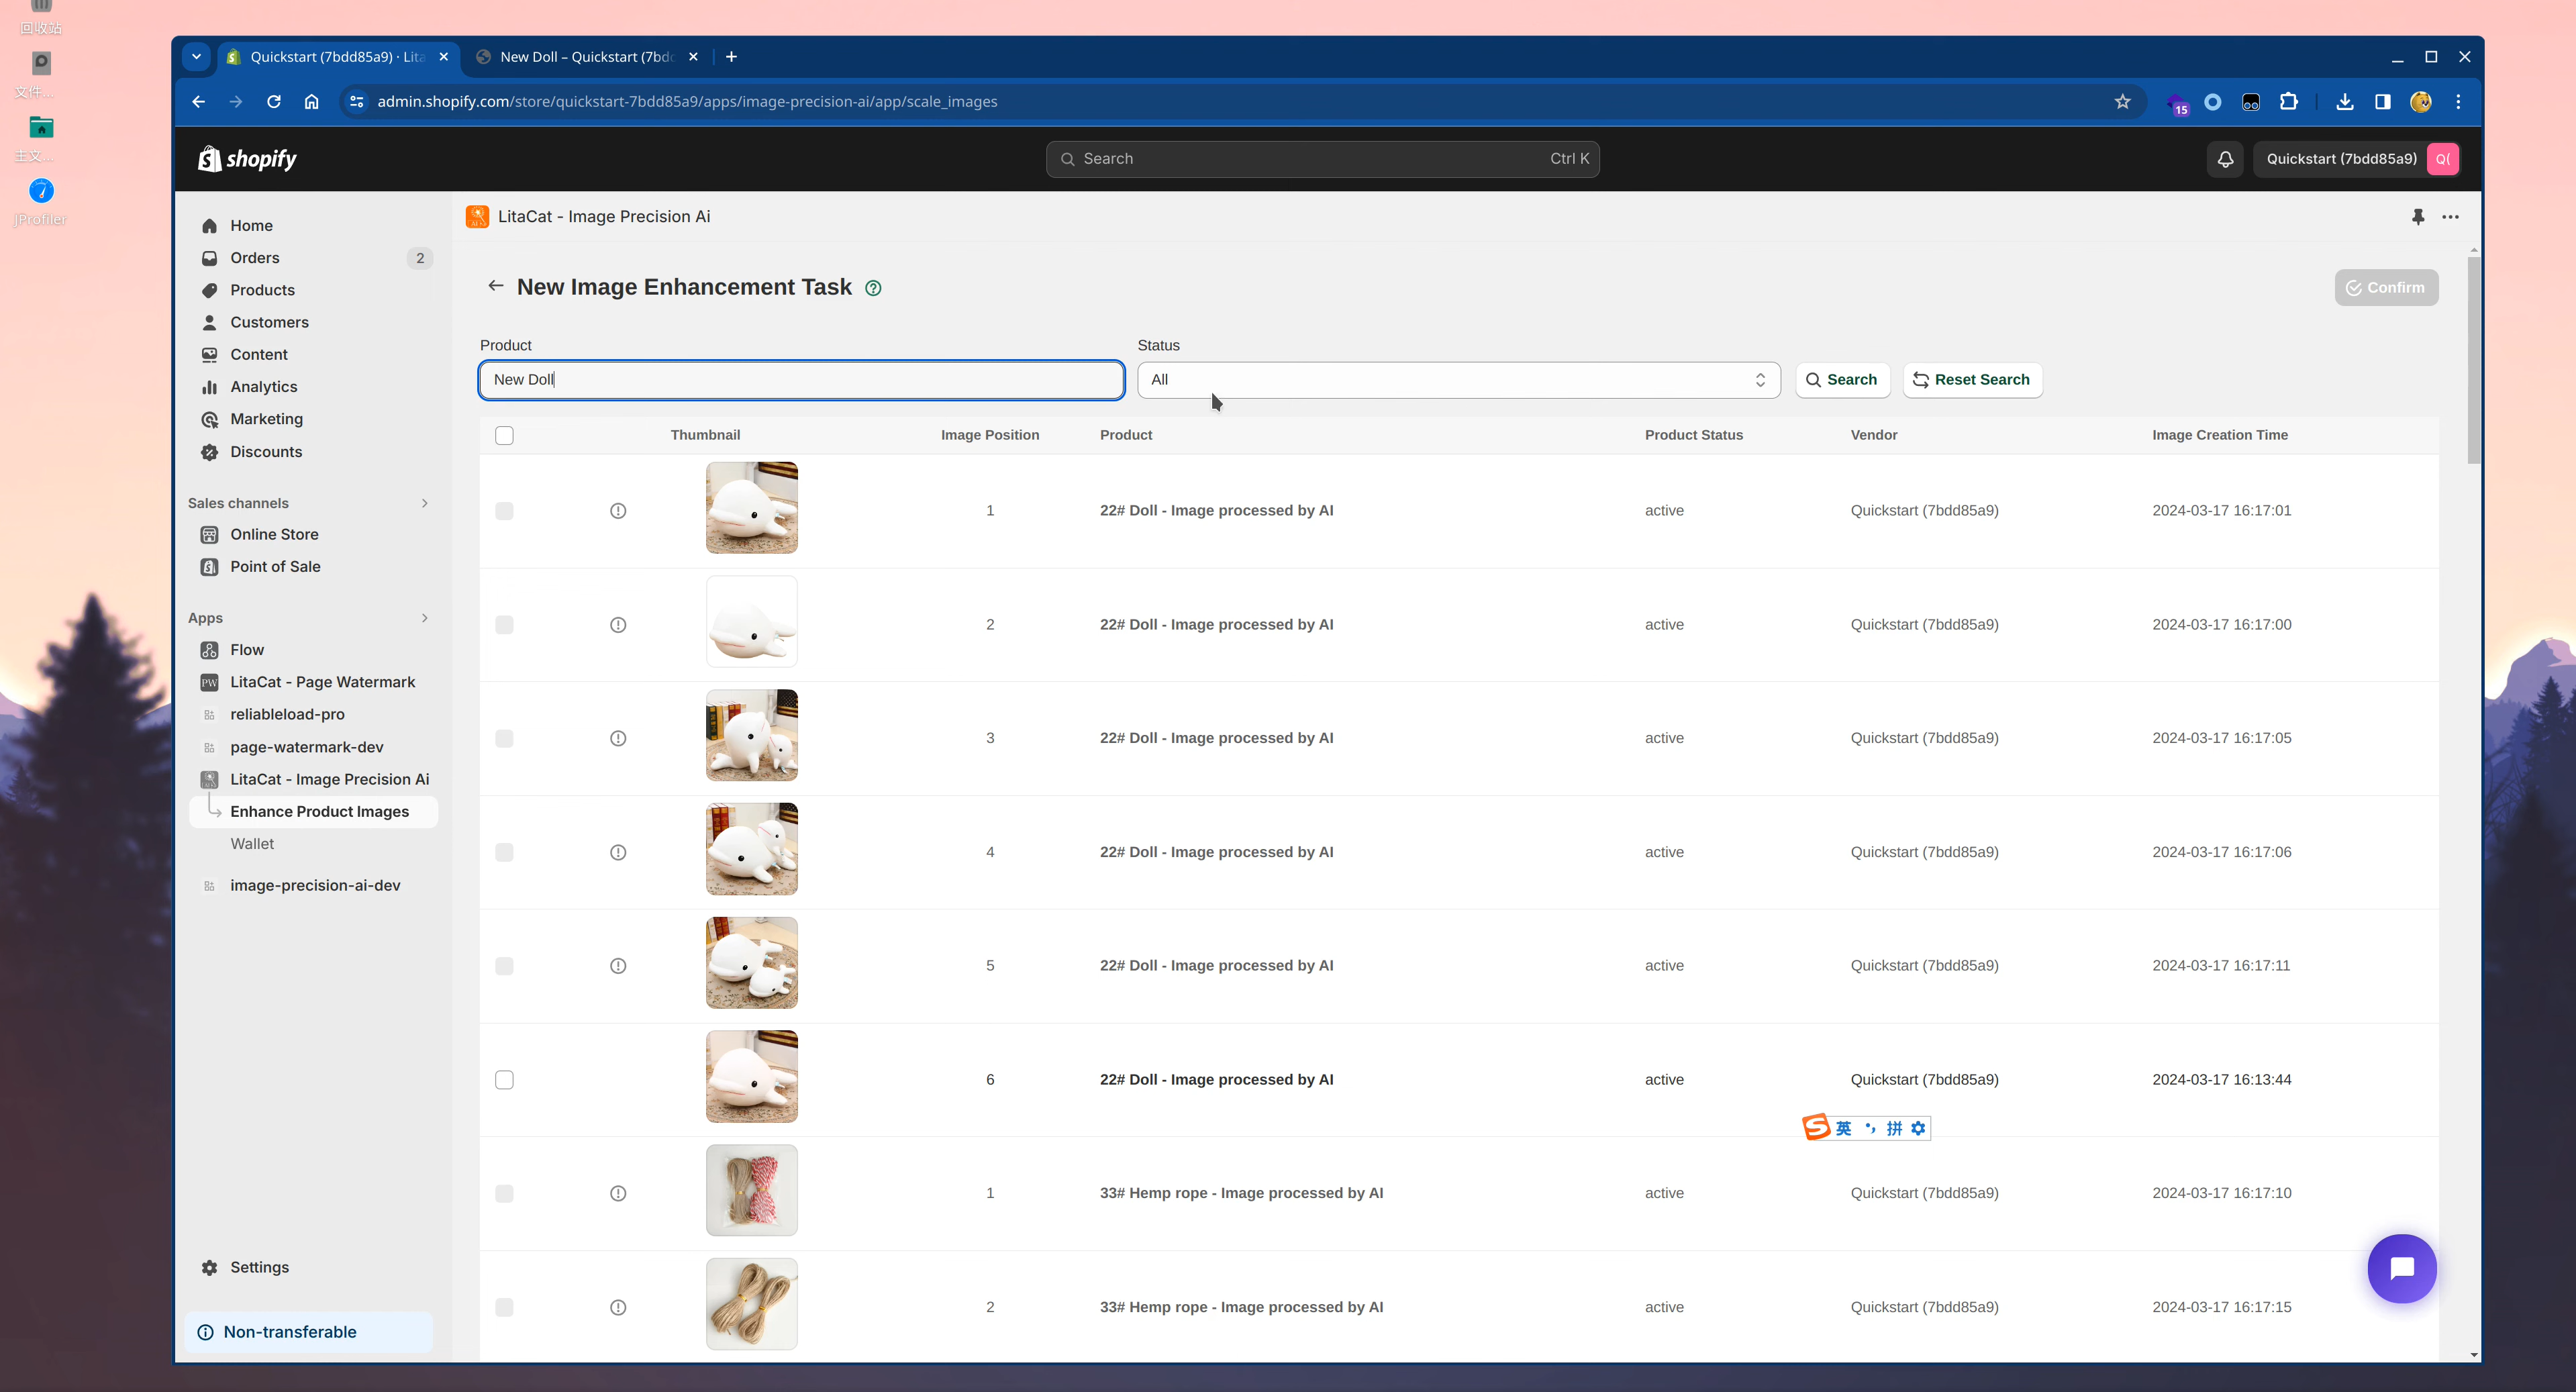 回收站
文件...
主文...
JProfiler
Quickstart (7bdd85a9) · Lita
New Doll – Quickstart (7bdd
admin.shopify.com/store/quickstart-7bdd85a9/apps/image-precision-ai/app/scale_images
15
shopify
Search
Ctrl K
Quickstart (7bdd85a9)
Q(
Home
Orders
2
Products
Customers
Content
Analytics
Marketing
Discounts
Sales channels
Online Store
Point of Sale
Apps
Flow
PW
LitaCat - Page Watermark
reliableload-pro
page-watermark-dev
LitaCat - Image Precision Ai
Enhance Product Images
Wallet
image-precision-ai-dev
Settings
Non-transferable
LitaCat - Image Precision Ai
New Image Enhancement Task
Confirm
Product
Status
New Doll
All
Search
Reset Search
Thumbnail Image Position Product Product Status Vendor Image Creation Time
1 22# Doll - Image processed by AI active Quickstart (7bdd85a9) 2024-03-17 16:17:01
2 22# Doll - Image processed by AI active Quickstart (7bdd85a9) 2024-03-17 16:17:00
3 22# Doll - Image processed by AI active Quickstart (7bdd85a9) 2024-03-17 16:17:05
4 22# Doll - Image processed by AI active Quickstart (7bdd85a9) 2024-03-17 16:17:06
5 22# Doll - Image processed by AI active Quickstart (7bdd85a9) 2024-03-17 16:17:11
6 22# Doll - Image processed by AI active Quickstart (7bdd85a9) 2024-03-17 16:13:44
英 拼
1 33# Hemp rope - Image processed by AI active Quickstart (7bdd85a9) 2024-03-17 16:17:10
2 33# Hemp rope - Image processed by AI active Quickstart (7bdd85a9) 2024-03-17 16:17:15